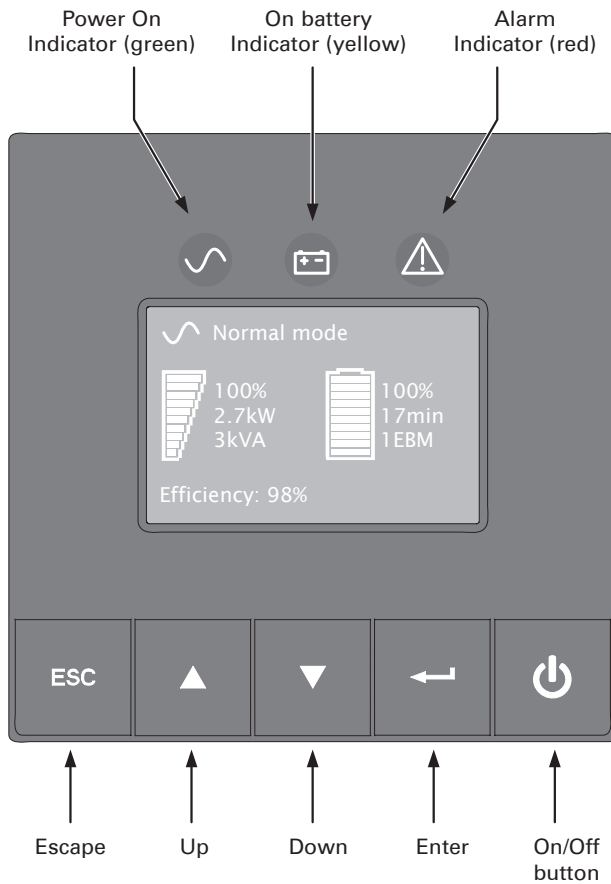 Power On
Indicator (green)
On battery
Indicator (yellow)
Alarm
Indicator (red)
Normal mode
100%
2.7kW
3kVA
100%
17min
1EBM
Efficiency: 98%
ESC
Escape
Up
Down
Enter
On/Off
button